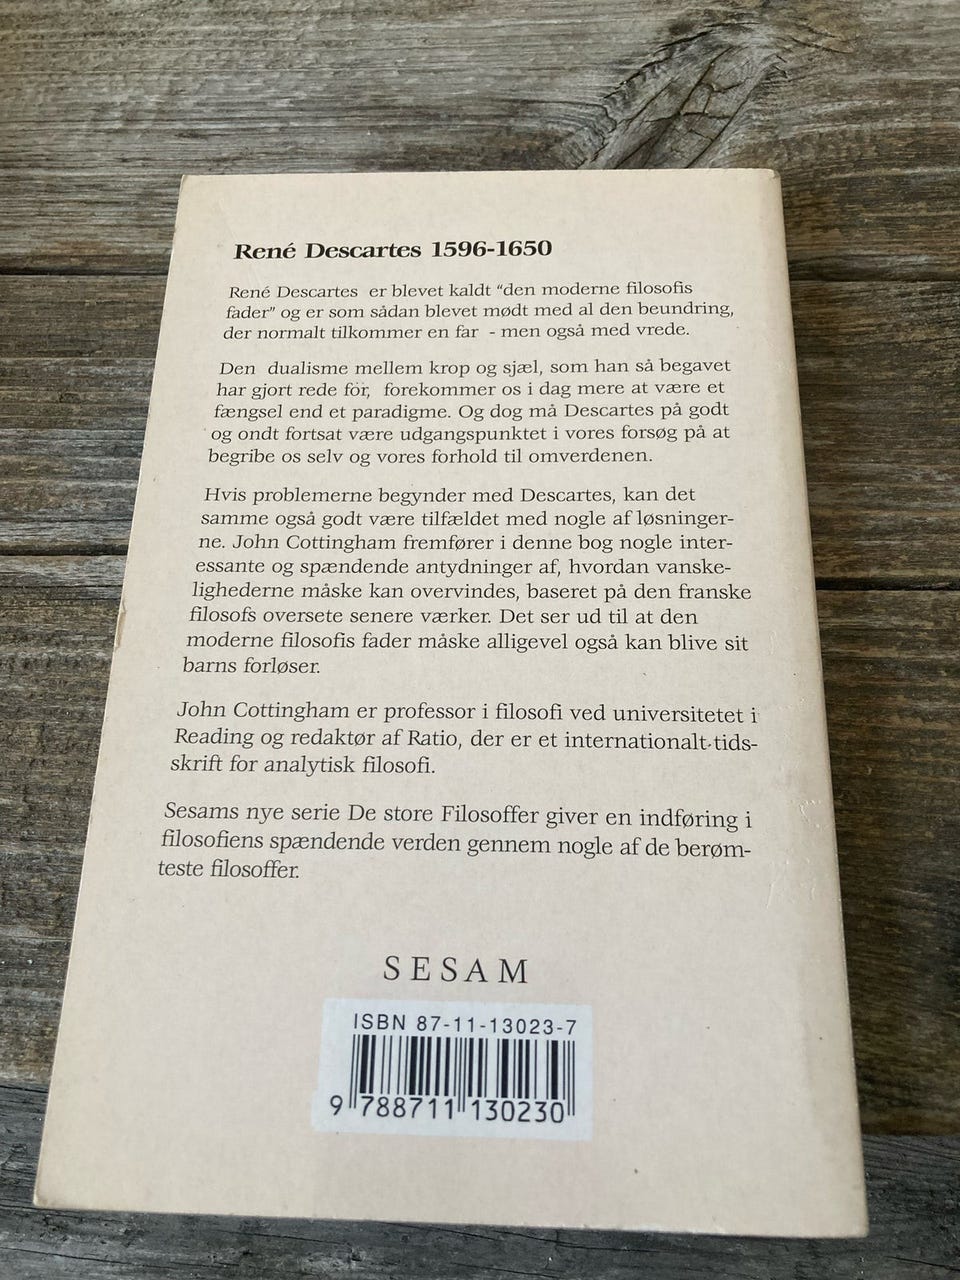 René Descartes 1596-1650
René Descartes er blevet kaldt “den moderne filosofis
fader” og er som sådan blevet mødt med al den beundring,
der normalt tilkommer en far - men også med vrede.
Den dualisme mellem krop og sjæl, som han så begavet
har gjort rede for, forekommer os i dag mere at være et
fængsel end et paradigme. Og dog må Descartes på godt
og ondt fortsat være udgangspunktet i vores forsøg på at
begribe os selv og vores forhold til omverdenen.
Hvis problemerne begynder med Descartes, kan det
samme også godt være tilfældet med nogle af løsninger-
ne. John Cottingham fremfører i denne bog nogle inter-
essante og spændende antydninger af, hvordan vanske-
lighederne måske kan overvindes, baseret på den franske
filosofs oversete senere værker. Det ser ud til at den
moderne filosofis fader måske alligevel også kan blive sit
barns forløser.
John Cottingham er professor i filosofi ved universitetet i
Reading og redaktør af Ratio, der er et internationalt tids-
skrift for analytisk filosofi.
Sesams nye serie De store Filosoffer giver en indføring i
filosofiens spændende verden gennem nogle af de berøm-
teste filosoffer.
SESAM
ISBN 87-11-13023-7
9 788711 130230